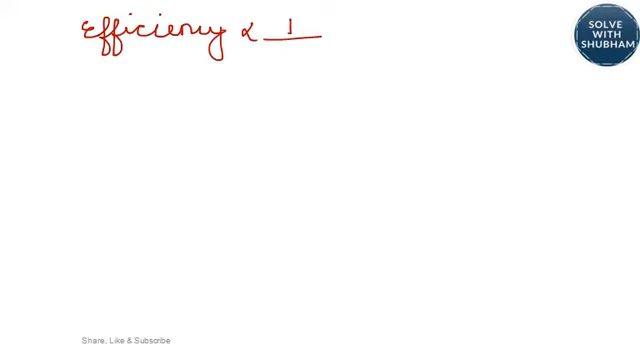 Efficiency ∝ 1
SOLVE
WITH
SHUBHAM
Share, Like & Subscribe